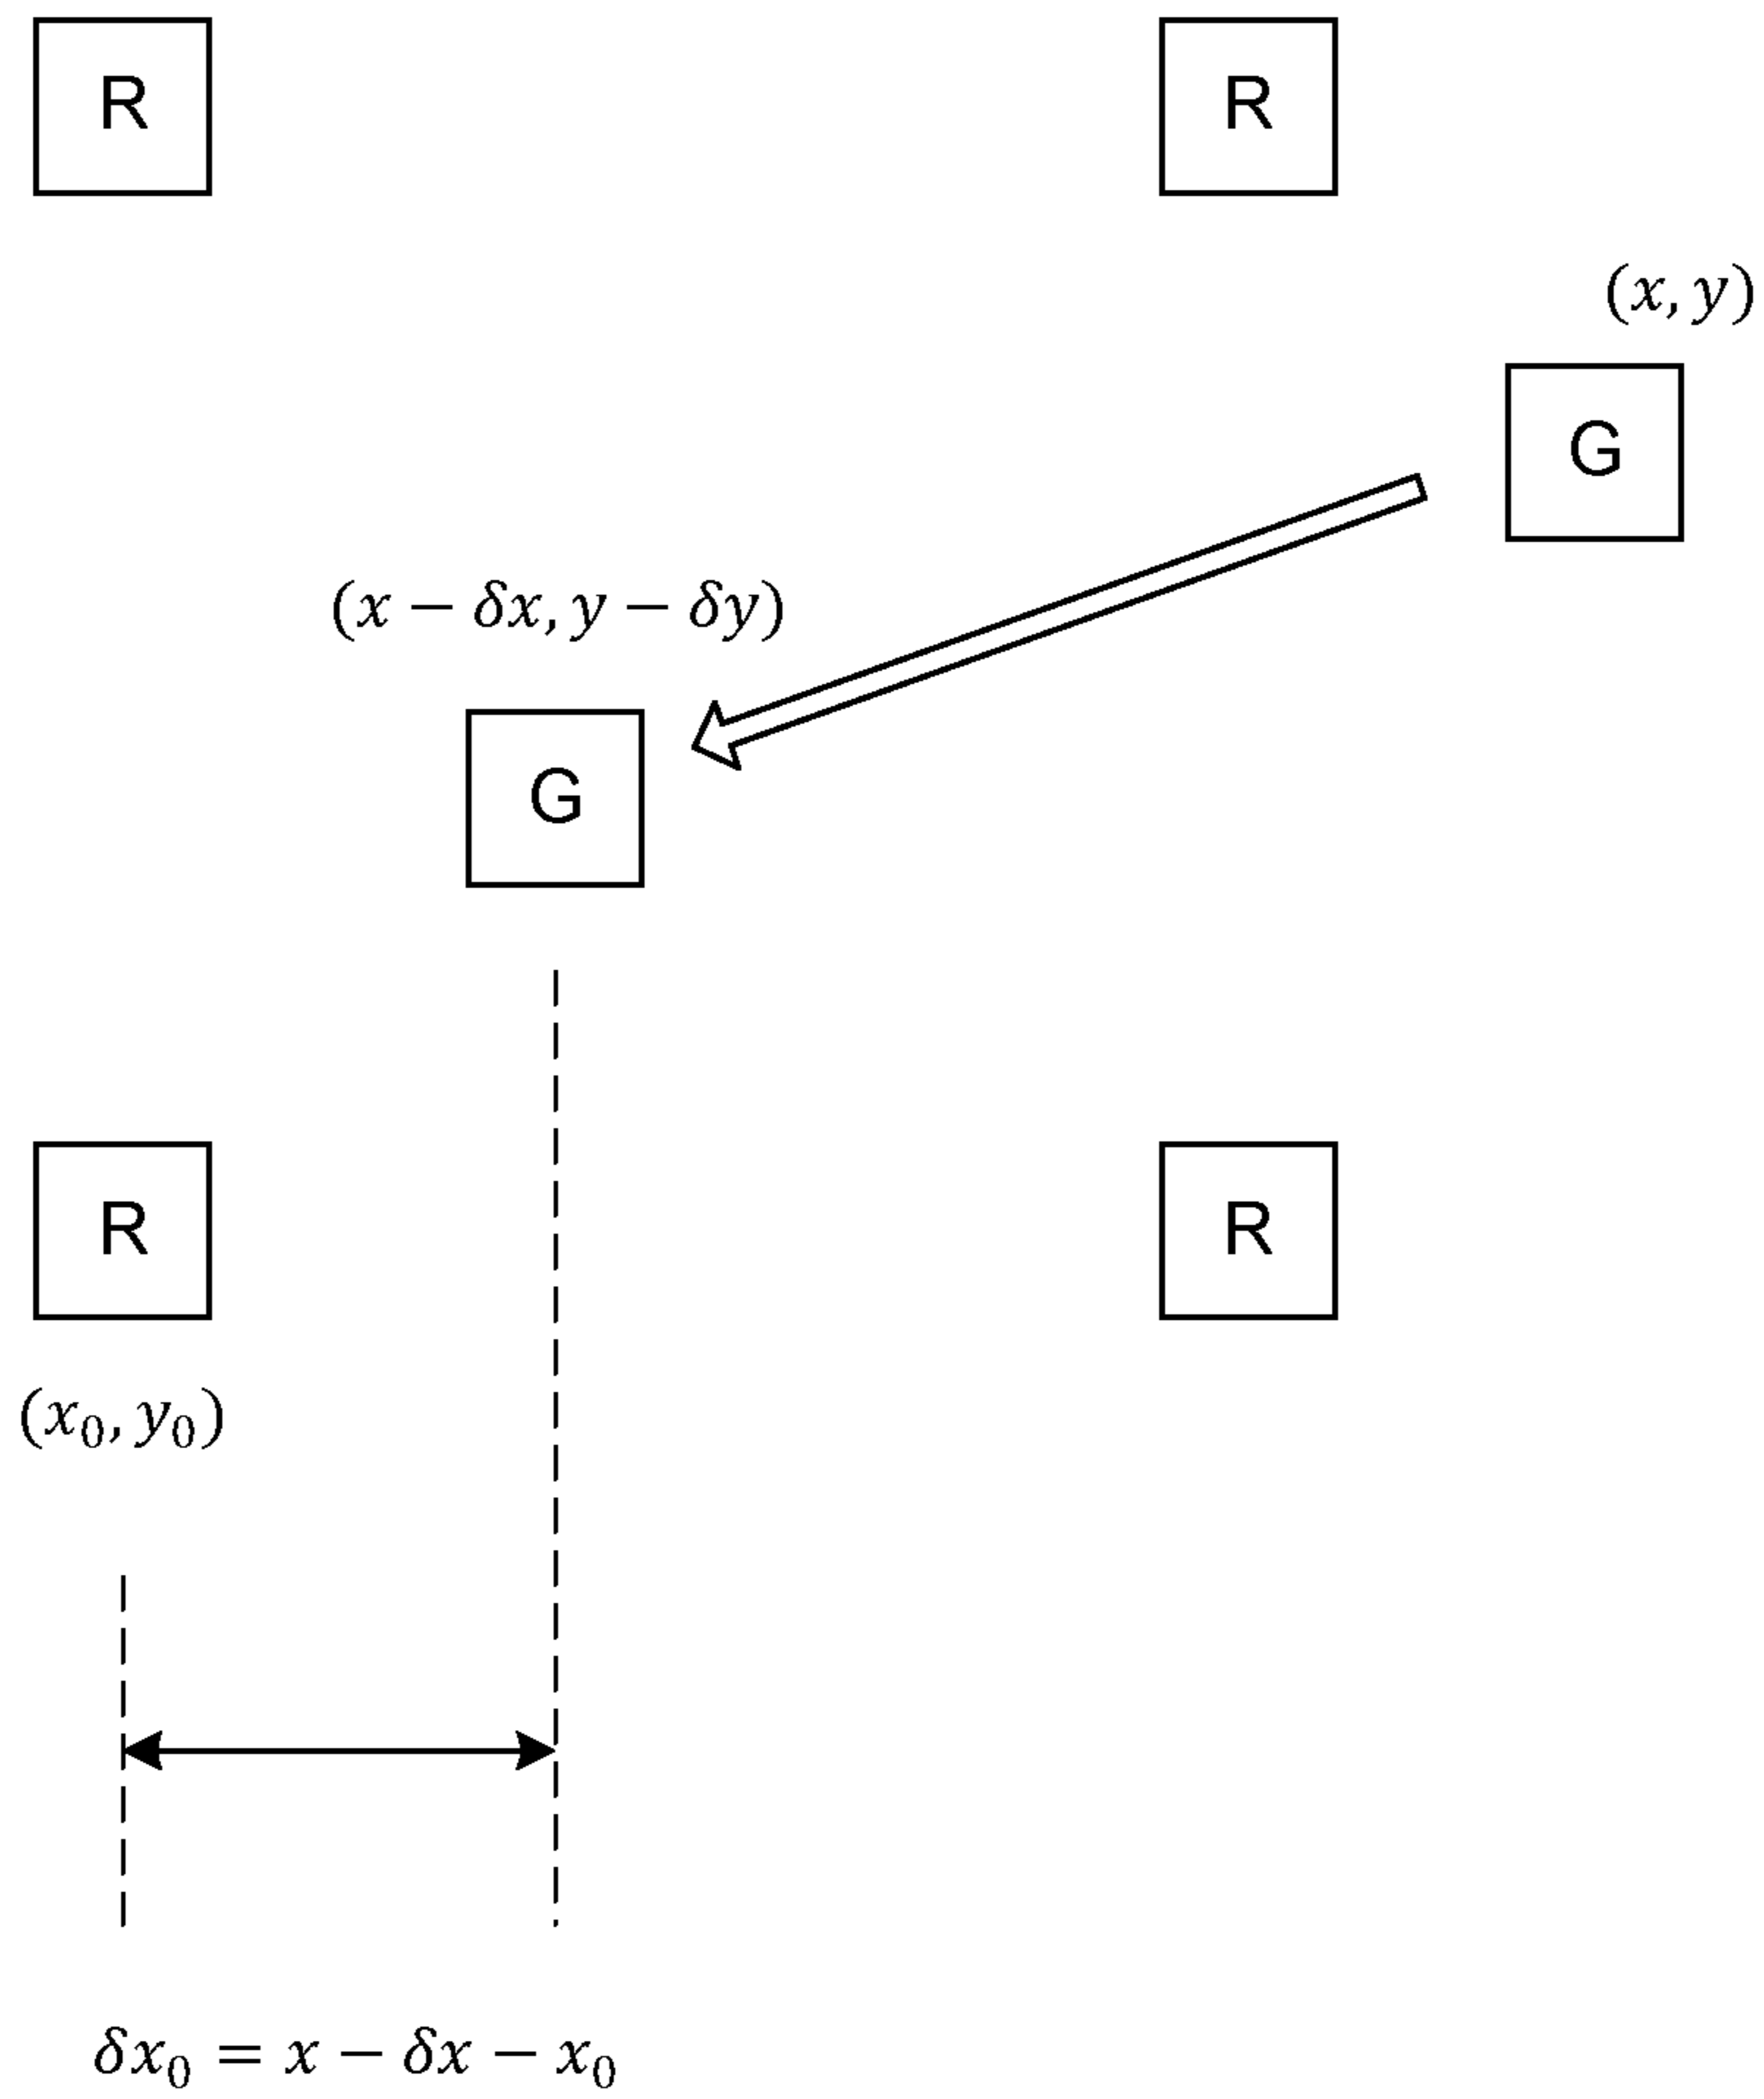 R R
(x, y)
G
(x − δx, y − δy)
G
R R
(x₀, y₀)
δx₀ = x − δx − x₀